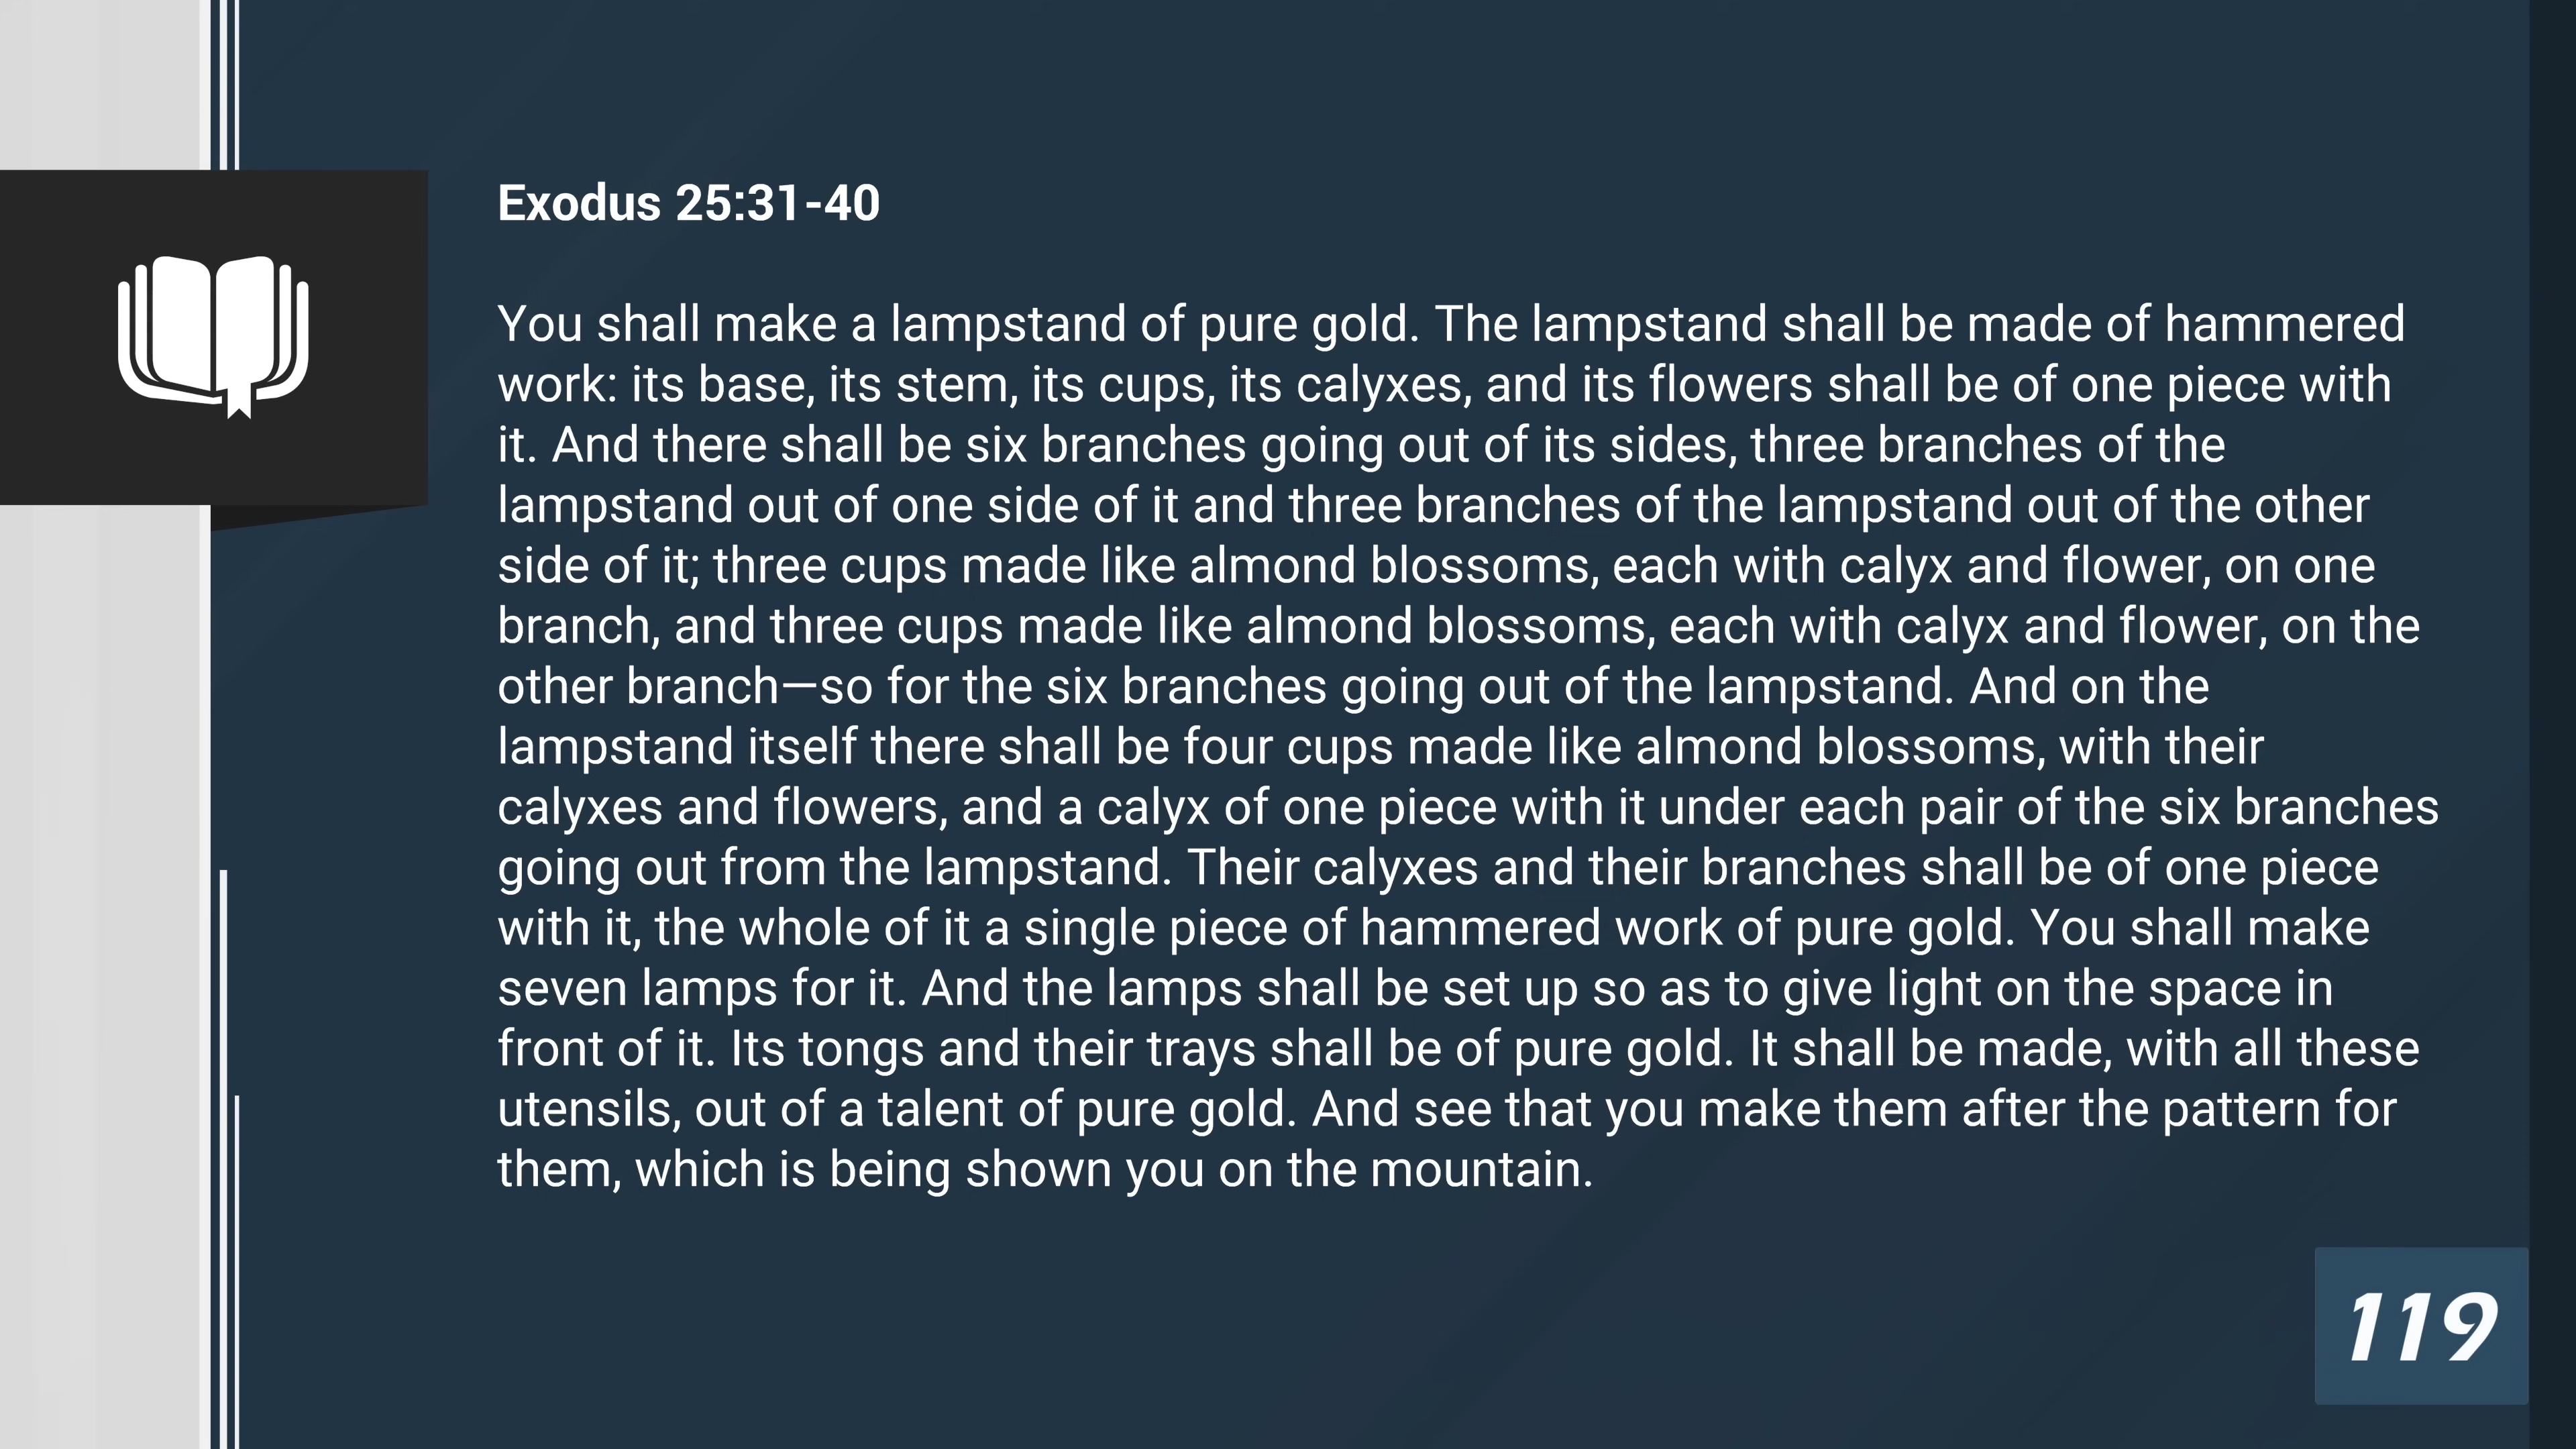 Exodus 25:31-40
You shall make a lampstand of pure gold. The lampstand shall be made of hammered
work: its base, its stem, its cups, its calyxes, and its flowers shall be of one piece with
it. And there shall be six branches going out of its sides, three branches of the
lampstand out of one side of it and three branches of the lampstand out of the other
side of it; three cups made like almond blossoms, each with calyx and flower, on one
branch, and three cups made like almond blossoms, each with calyx and flower, on the
other branch—so for the six branches going out of the lampstand. And on the
lampstand itself there shall be four cups made like almond blossoms, with their
calyxes and flowers, and a calyx of one piece with it under each pair of the six branches
going out from the lampstand. Their calyxes and their branches shall be of one piece
with it, the whole of it a single piece of hammered work of pure gold. You shall make
seven lamps for it. And the lamps shall be set up so as to give light on the space in
front of it. Its tongs and their trays shall be of pure gold. It shall be made, with all these
utensils, out of a talent of pure gold. And see that you make them after the pattern for
them, which is being shown you on the mountain.
119